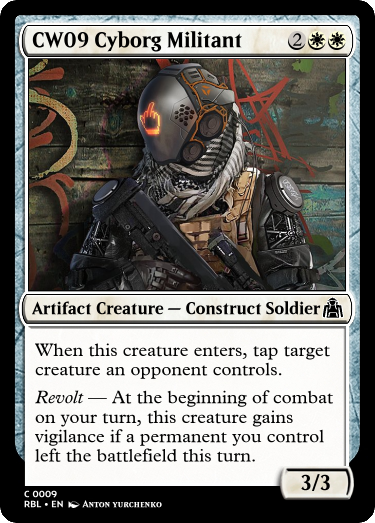 CW09 Cyborg Militant 2
Artifact Creature — Construct Soldier
When this creature enters, tap target
creature an opponent controls.
Revolt — At the beginning of combat
on your turn, this creature gains
vigilance if a permanent you control
left the battlefield this turn.
3/3
C 0009
RBL • EN Anton Yurchenko